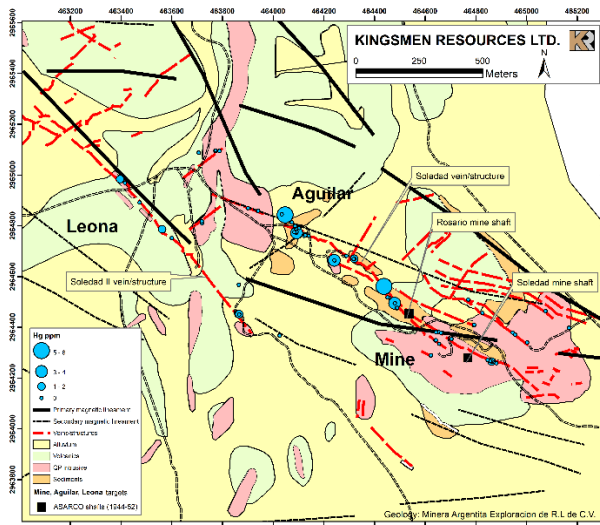 463200 463400 463600 463800 464000 464200 464400 464600 464800 465000 465200
2965600
2965400
2965200
2965000
2964800
2964600
2964400
2964200
2964000
2963800
KINGSMEN RESOURCES LTD.
KR
0 250 500
Meters
N
Soledad vein/structure
Aguilar
Rosario mine shaft
Leona
Soledad mine shaft
Soledad II vein/structure
Mine
Hg ppm
5 - 8
3 - 4
1 - 2
0
Primary magnetic lineament
Secondary magnetic lineament
Vein/structures
Alluvium
Volcanics
QP intrusive
Sediments
Mine, Aguilar, Leona targets
ASARCO shafts (1944-52)
Geology: Minera Argentita Exploracion de R.L de C.V.